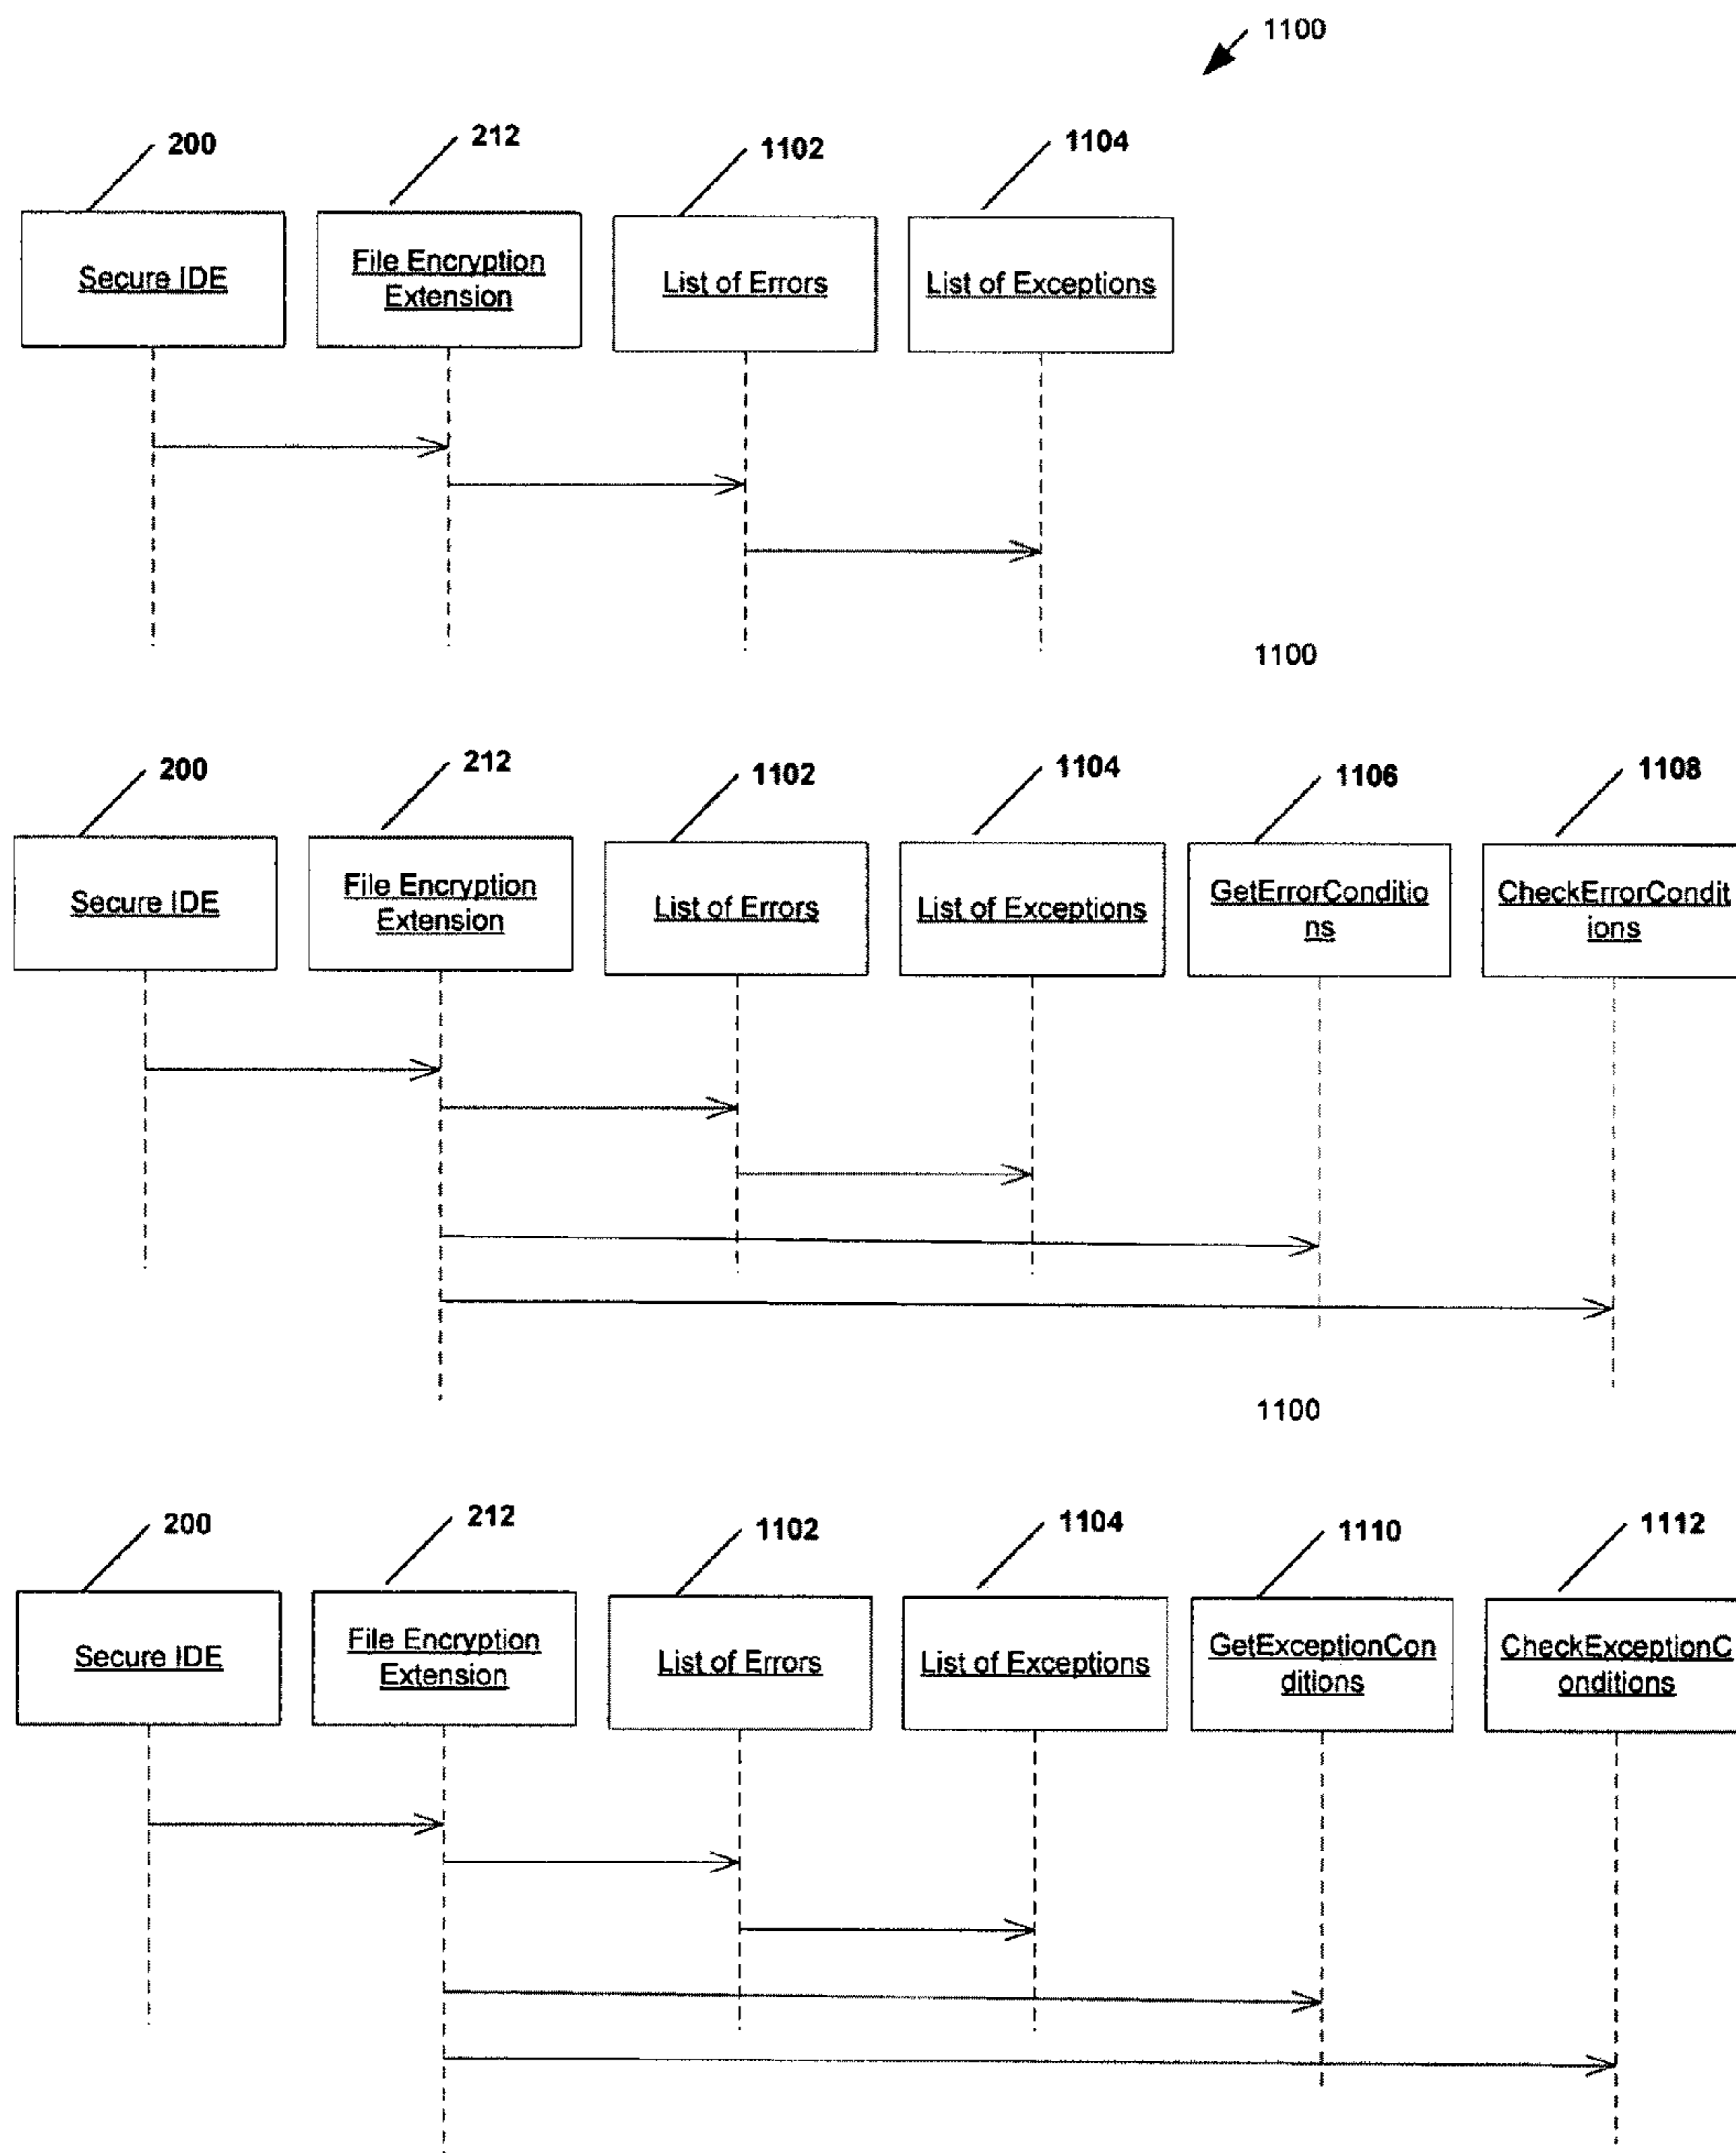 1100
200
212
1102
1104
Secure IDE
File Encryption
Extension
List of Errors
List of Exceptions
1100
200
212
1102
1104
1106
1108
Secure IDE
File Encryption
Extension
List of Errors
List of Exceptions
GetErrorConditio
ns
CheckErrorCondit
ions
1100
200
212
1102
1104
1110
1112
Secure IDE
File Encryption
Extension
List of Errors
List of Exceptions
GetExceptionCon
ditions
CheckExceptionC
onditions